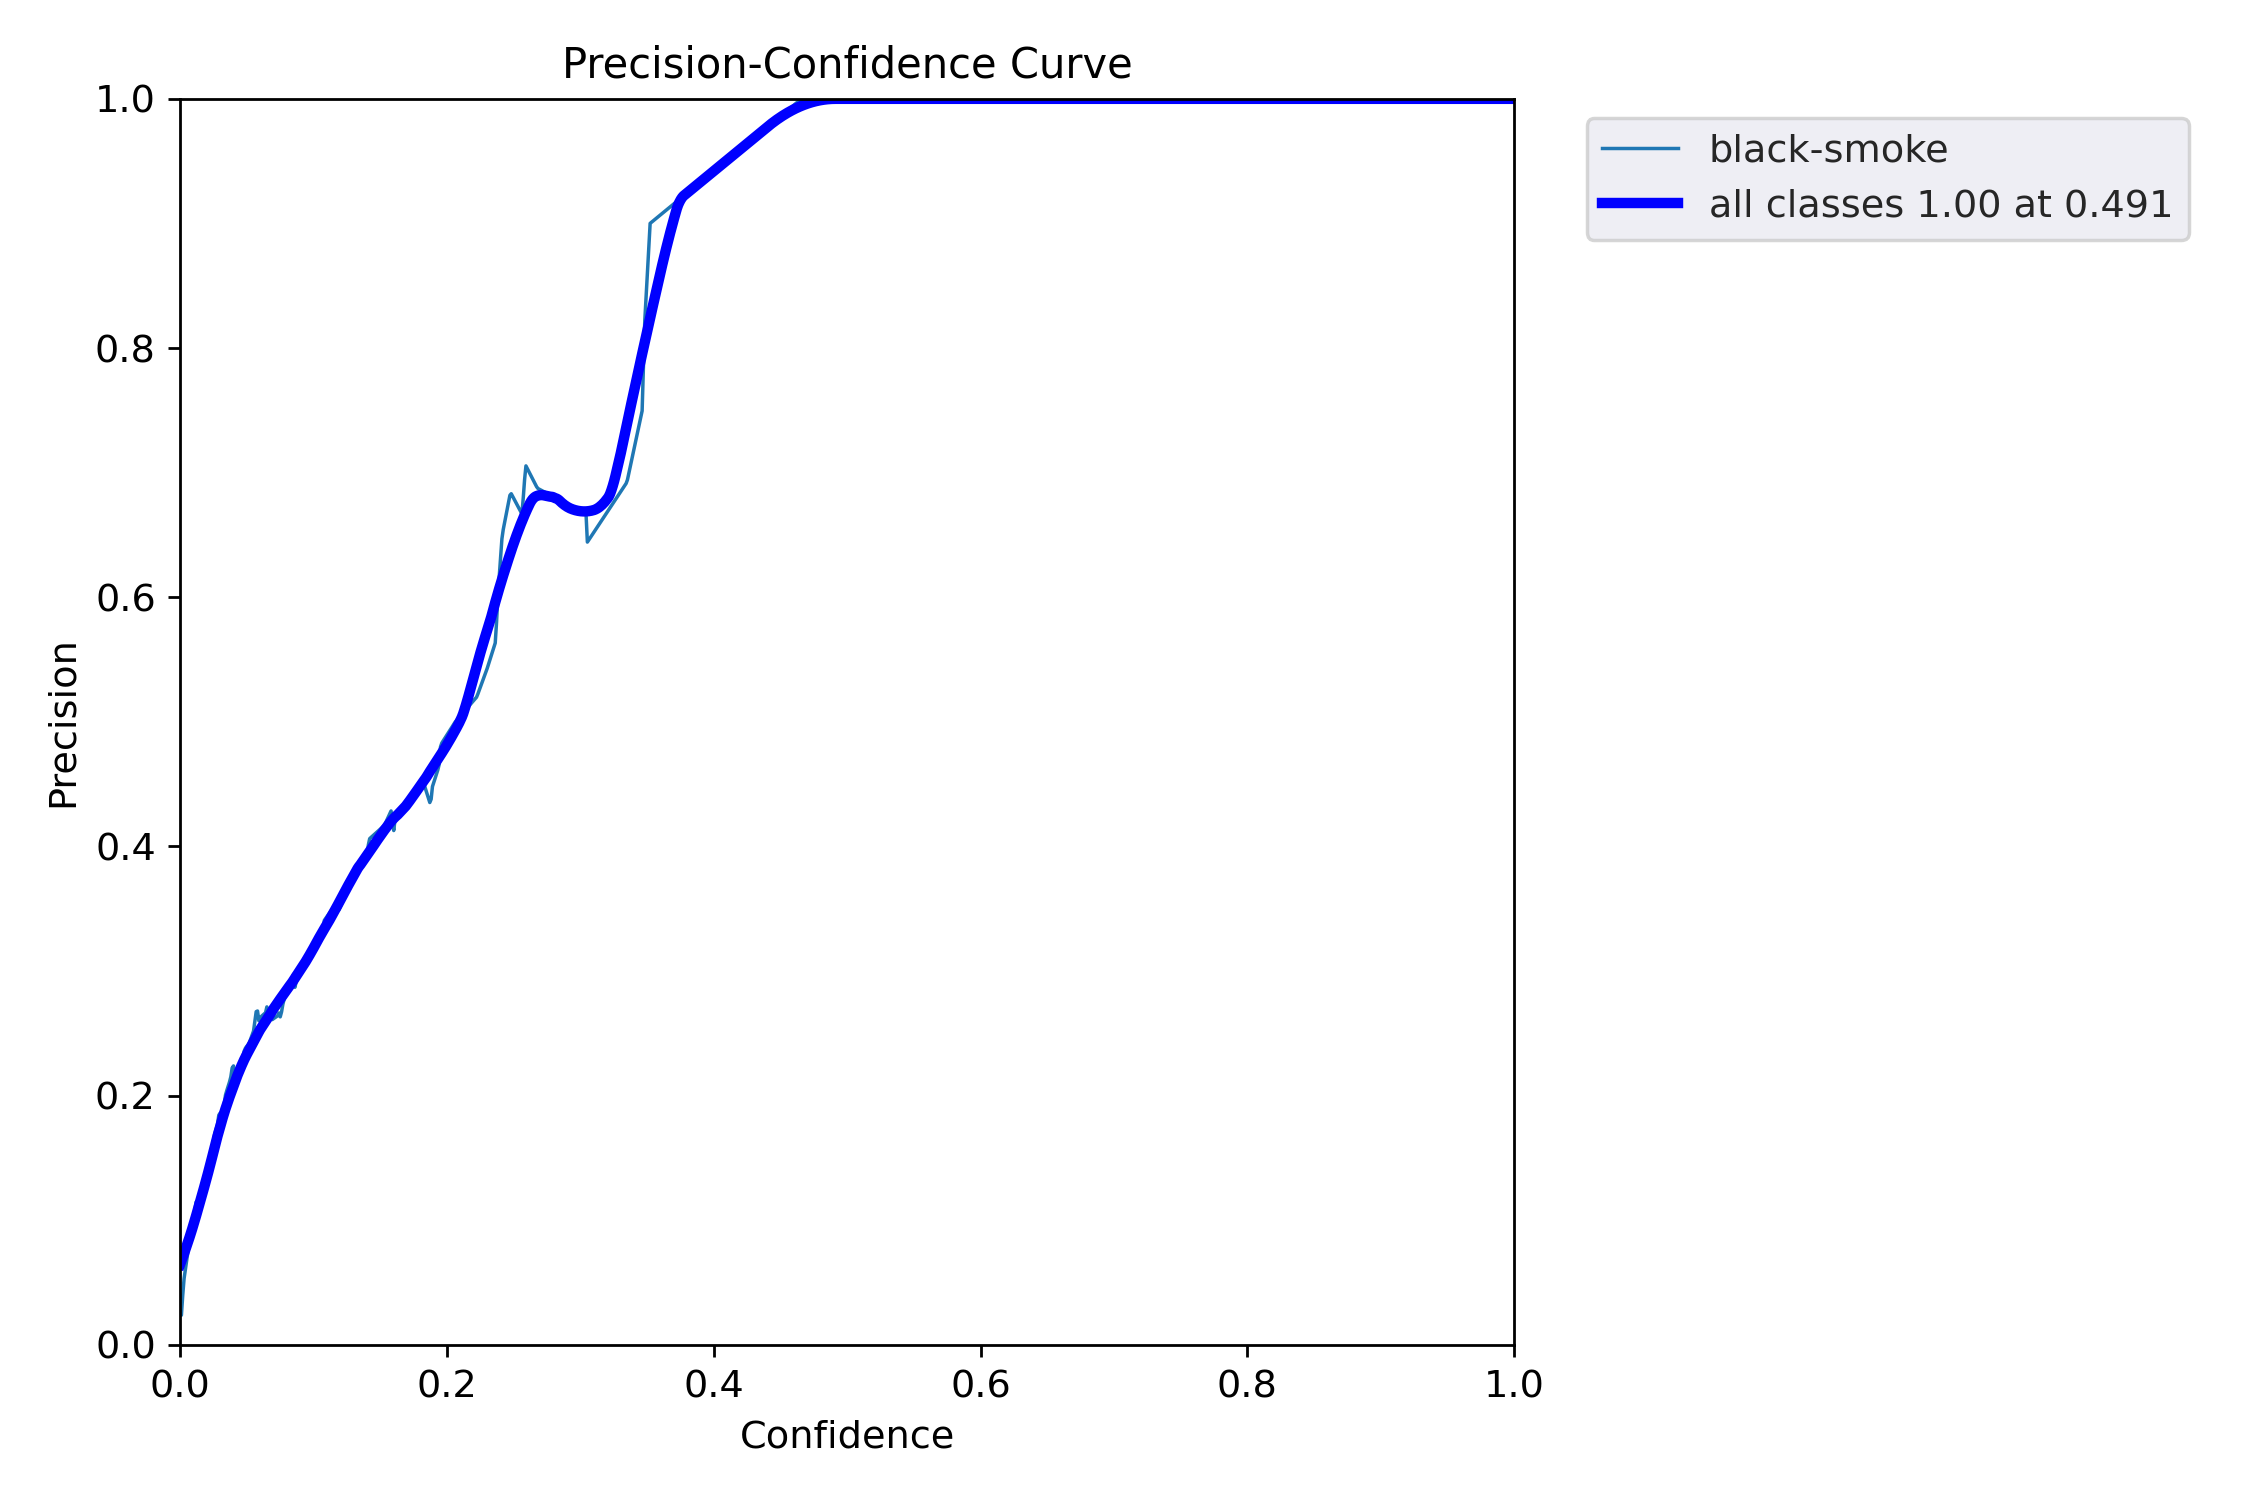 Precision-Confidence Curve
black-smoke
all classes 1.00 at 0.491
Precision
1.0
0.8
0.6
0.4
0.2
0.0
0.0 0.2 0.4 0.6 0.8 1.0
Confidence